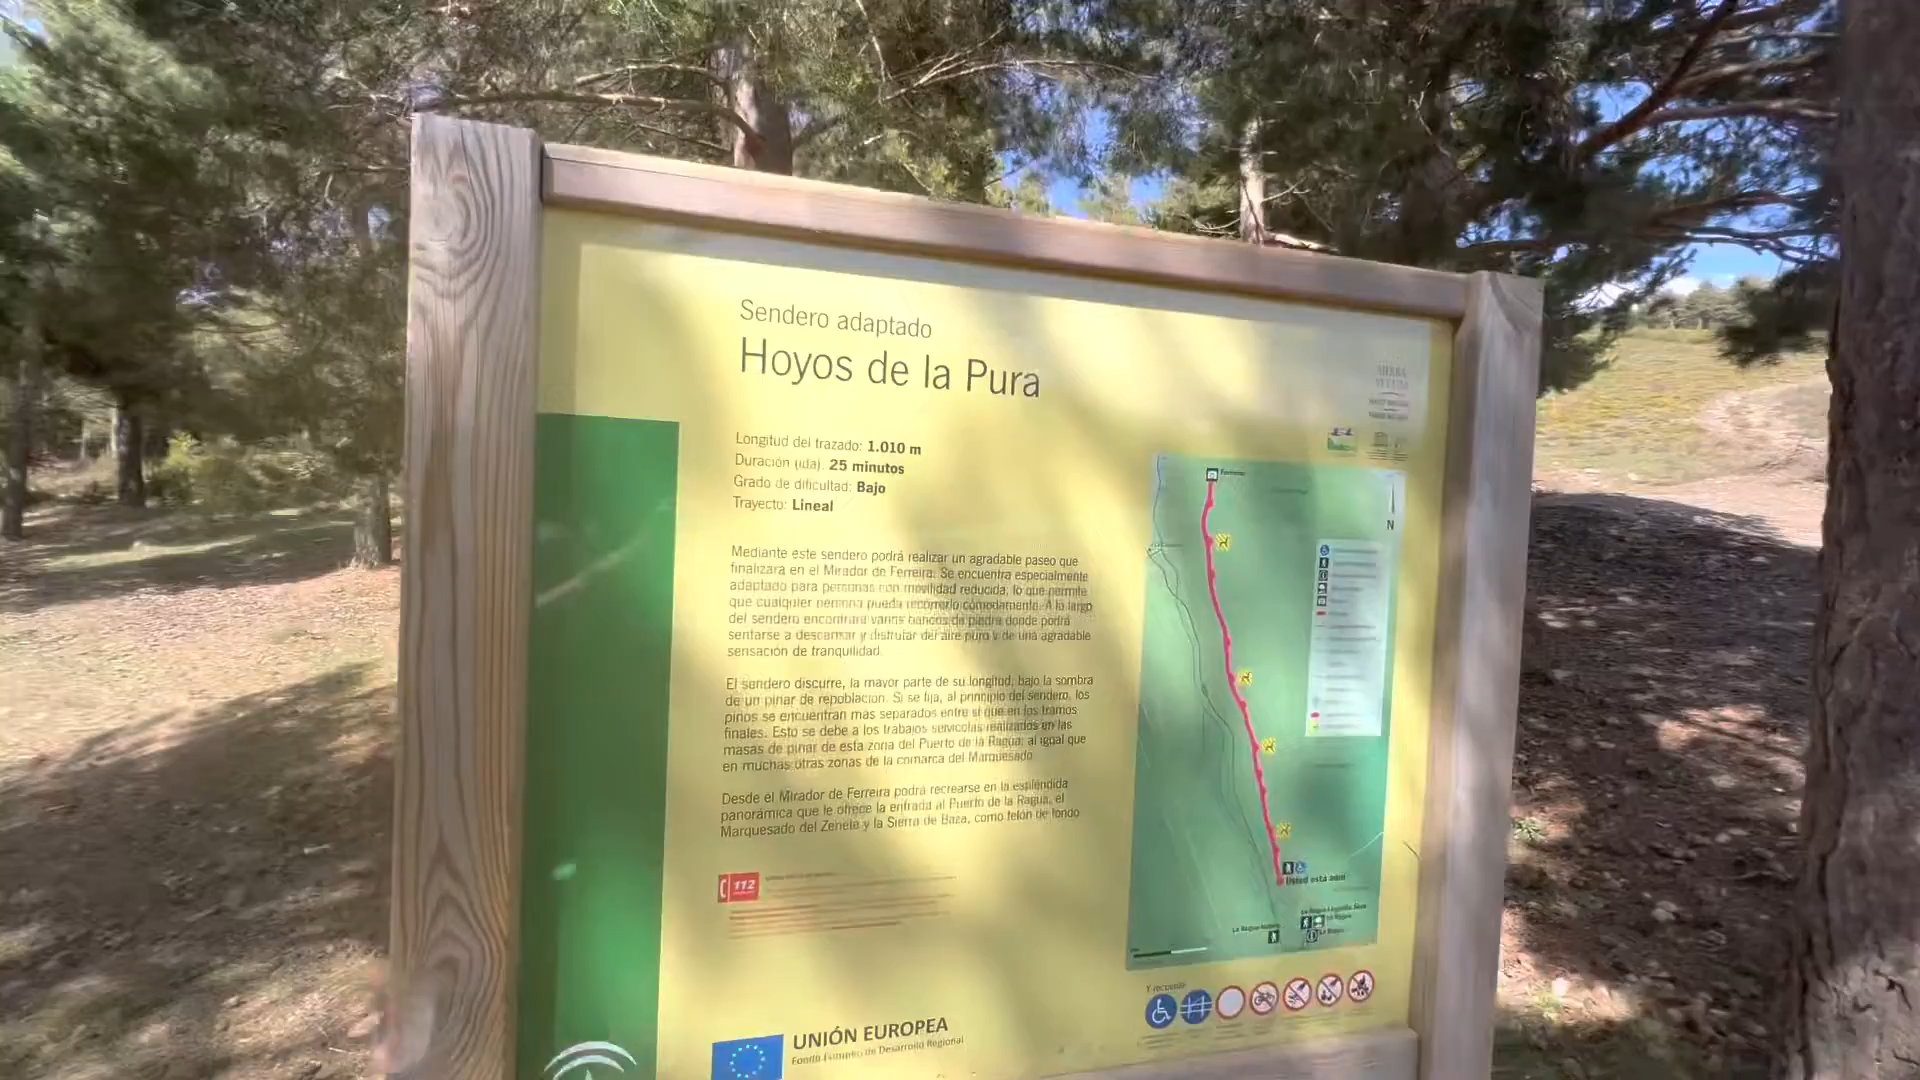 Sendero adaptado
Hoyos de la Pura
Longitud del trazado: 1.010 m
Duración (ida): 25 minutos
Grado de dificultad: Bajo
Trayecto: Lineal
Mediante este sendero podrá realizar un agradable paseo que
finalizará en el Mirador de Ferreira. Se encuentra especialmente
adaptado para personas con movilidad reducida, lo que permite
que cualquier persona pueda recorrerlo cómodamente. A lo largo
del sendero encontrará varios bancos de piedra donde podrá
sentarse a descansar y disfrutar del aire puro y de una agradable
sensación de tranquilidad.
El sendero discurre, la mayor parte de su longitud, bajo la sombra
de un pinar de repoblación. Si se fija, al principio del sendero, los
pinos se encuentran más separados entre sí que en los tramos
finales. Esto se debe a los trabajos selvícolas realizados en las
masas de pinar de esta zona del Puerto de la Ragua, al igual que
en muchas otras zonas de la comarca del Marquesado
Desde el Mirador de Ferreira podrá recrearse en la espléndida
panorámica que le ofrece la entrada al Puerto de la Ragua, el
Marquesado del Zenete y la Sierra de Baza, como telón de fondo
112
UNIÓN EUROPEA
Fondo Europeo de Desarrollo Regional
SIERRA
NEVADA
Ferreira
N
Usted está aquí
La Ragua
Y recuerde